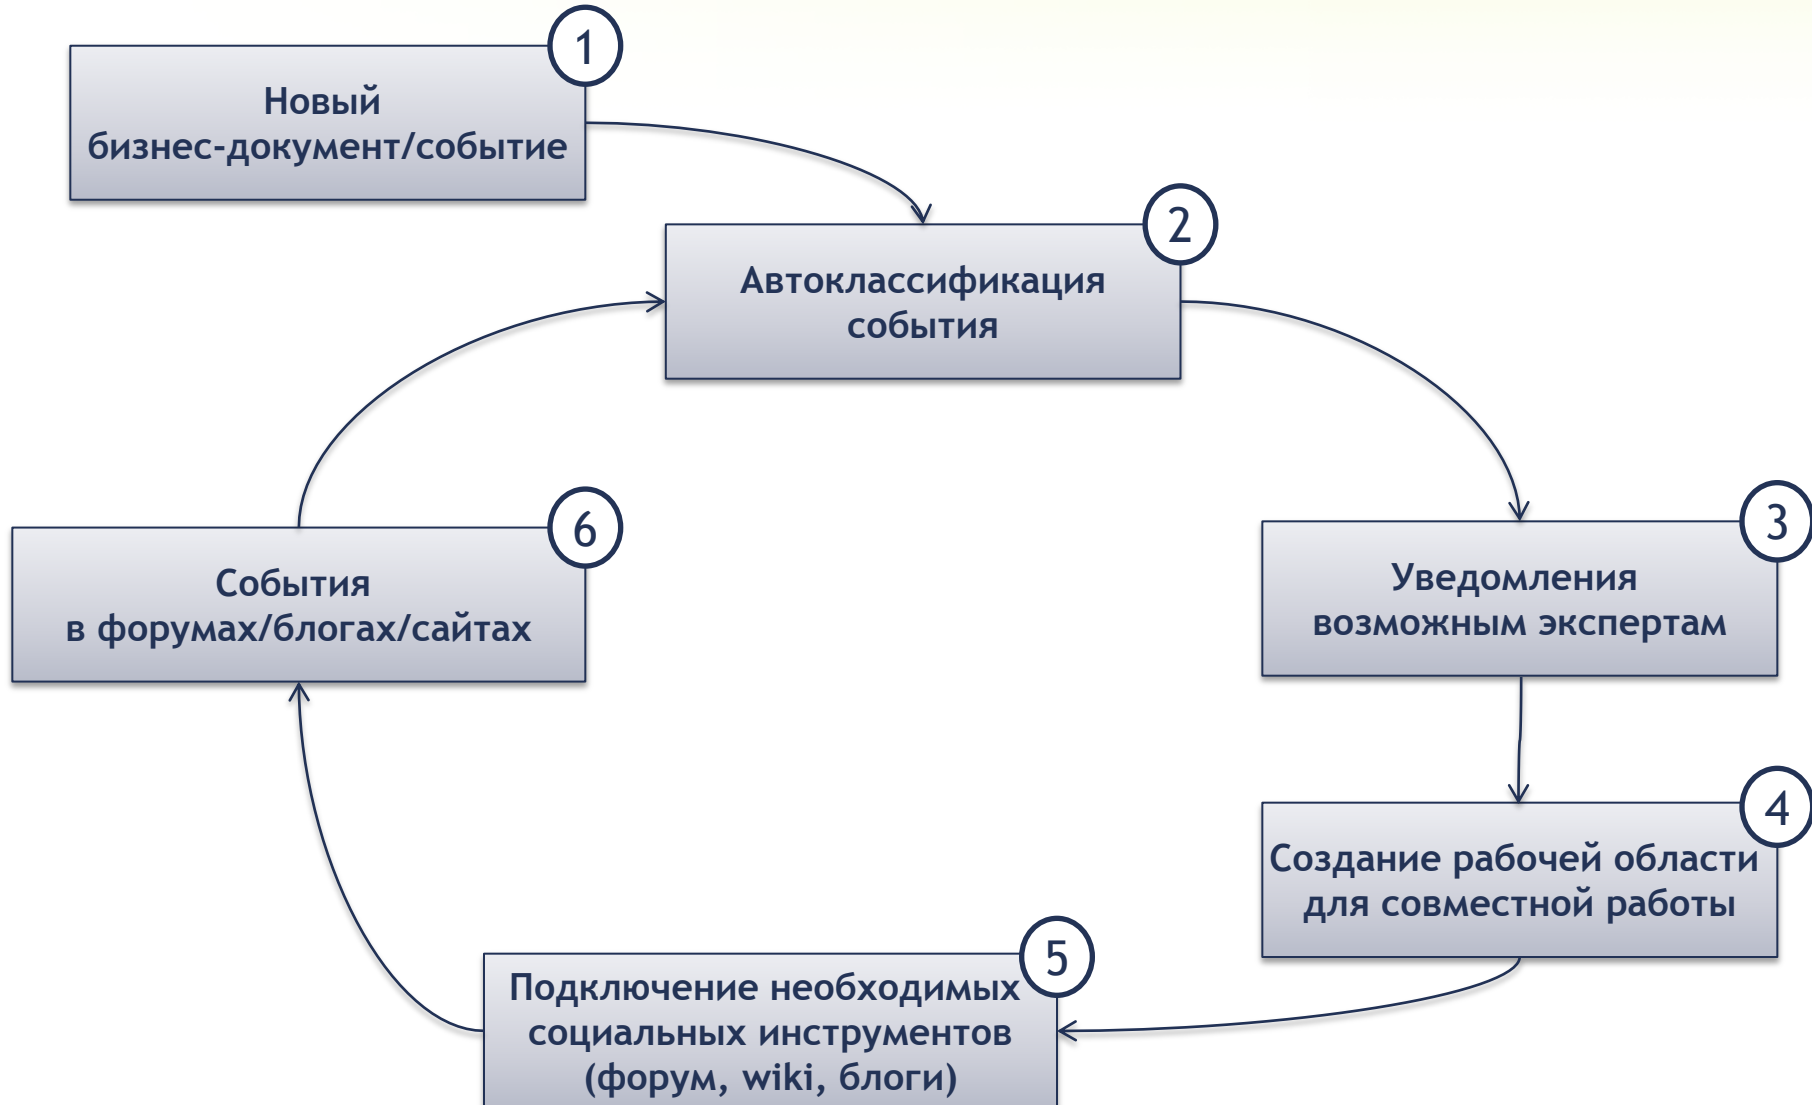 1
Новый
бизнес-документ/событие
2
Автоклассификация
события
3
Уведомления
возможным экспертам
4
Создание рабочей области
для совместной работы
5
Подключение необходимых
социальных инструментов
(форум, wiki, блоги)
6
События
в форумах/блогах/сайтах